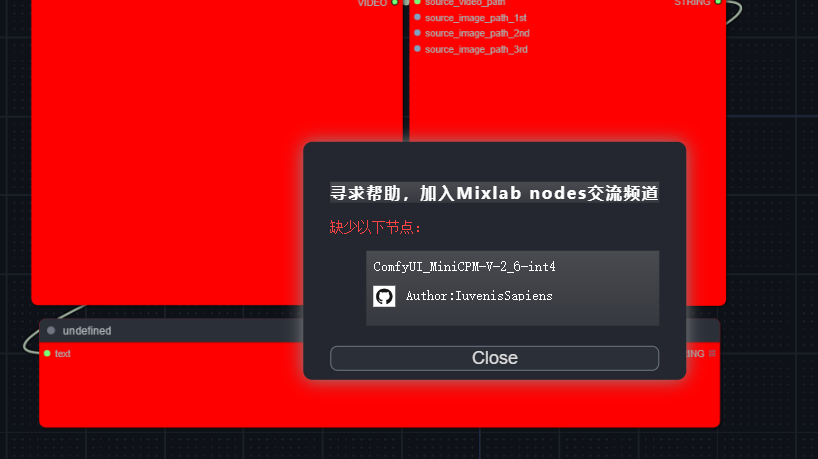 VIDEO
source_video_path
STRING
source_image_path_1st
source_image_path_2nd
source_image_path_3rd
寻求帮助，加入Mixlab nodes交流频道
缺少以下节点：
ComfyUI_MiniCPM-V-2_6-int4
Author:IuvenisSapiens
undefined
text
Close